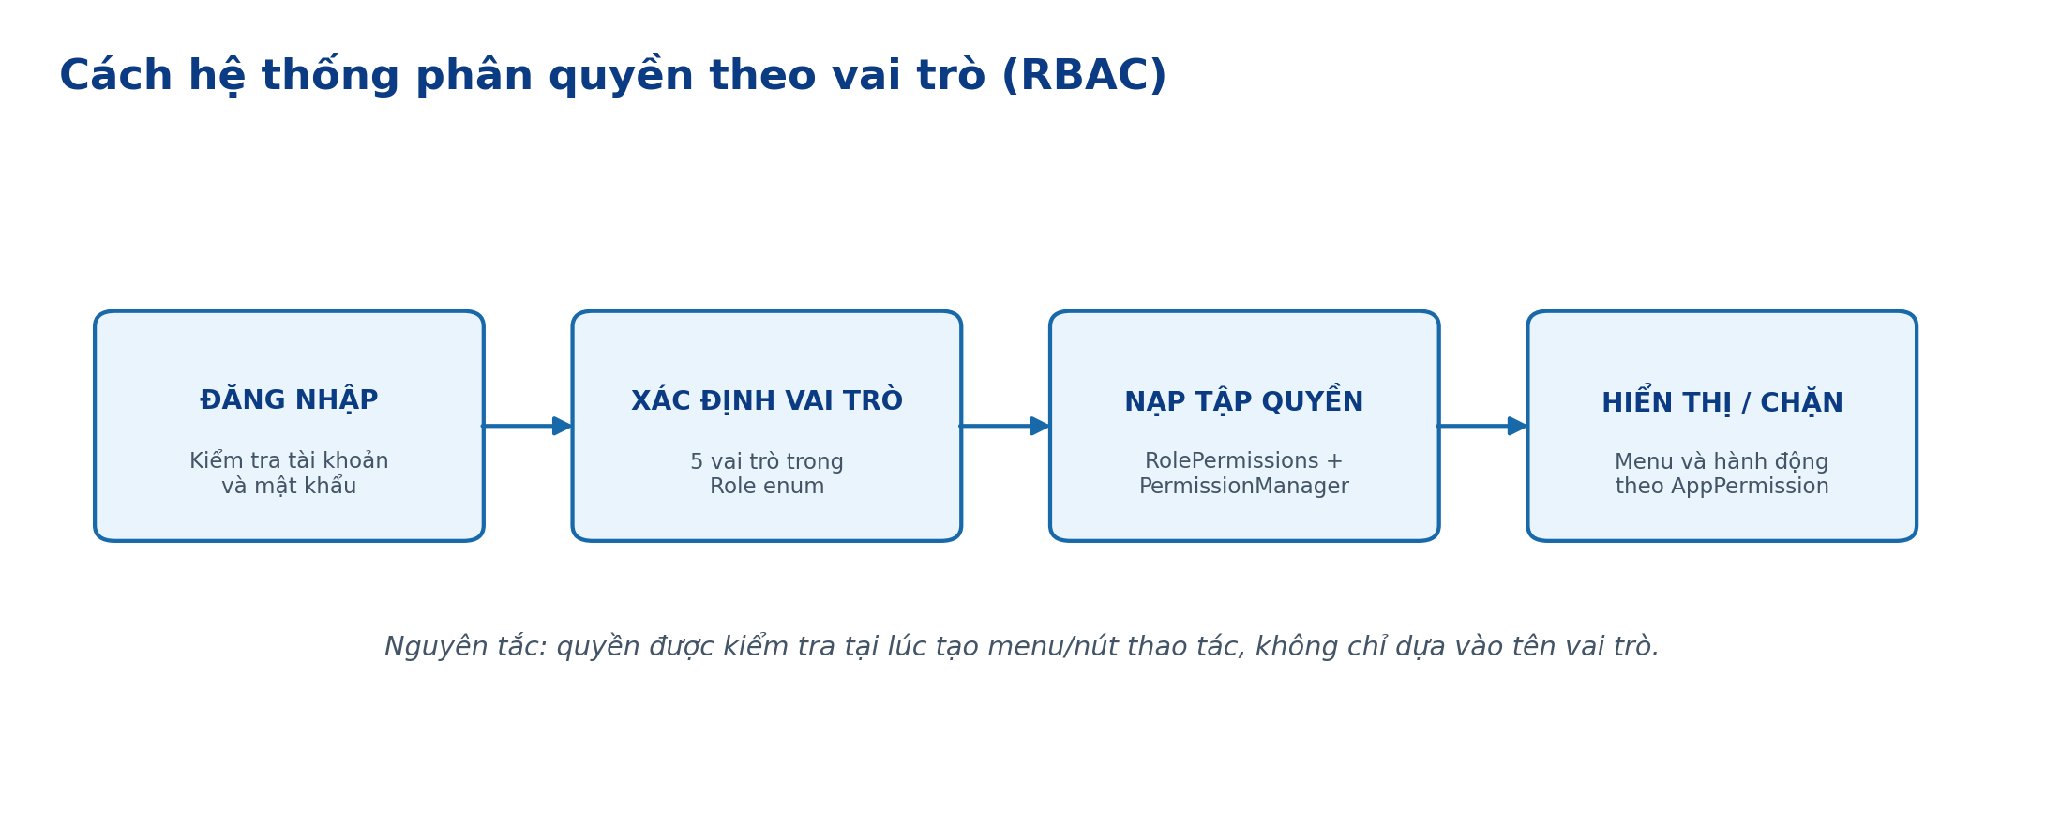 Cách hệ thống phân quyền theo vai trò (RBAC)
ĐĂNG NHẬP
Kiểm tra tài khoản
và mật khẩu
XÁC ĐỊNH VAI TRÒ
5 vai trò trong
Role enum
NẠP TẬP QUYỀN
RolePermissions +
PermissionManager
HIỂN THỊ / CHẶN
Menu và hành động
theo AppPermission
Nguyên tắc: quyền được kiểm tra tại lúc tạo menu/nút thao tác, không chỉ dựa vào tên vai trò.